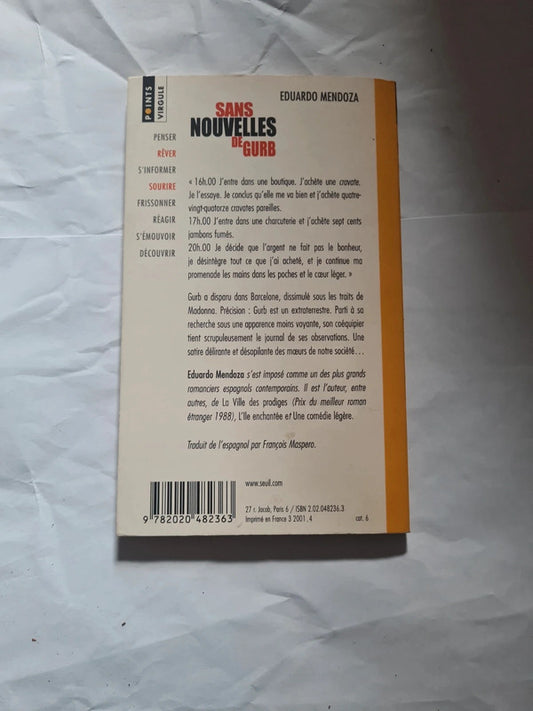 POINTS
VIRGULE
EDUARDO MENDOZA
SANS
NOUVELLES
DE GURB
PENSER
RÊVER
S'INFORMER
SOURIRE
FRISSONNER
RÉAGIR
S'ÉMOUVOIR
DÉCOUVRIR
« 16h.00 J'entre dans une boutique. J'achète une cravate.
Je l'essaye. Je conclus qu'elle me va bien et j'achète quatre-
vingt-quatorze cravates pareilles.
17h.00 J'entre dans une charcuterie et j'achète sept cents
jambons fumés.
20h.00 Je décide que l'argent ne fait pas le bonheur,
je désintègre tout ce que j'ai acheté, et je continue ma
promenade les mains dans les poches et le cœur léger. »
Gurb a disparu dans Barcelone, dissimulé sous les traits de
Madonna. Précision : Gurb est un extraterrestre. Parti à sa
recherche sous une apparence moins voyante, son coéquipier
tient scrupuleusement le journal de ses observations. Une
satire délirante et désopilante des mœurs de notre société...
Eduardo Mendoza s'est imposé comme un des plus grands
romanciers espagnols contemporains. Il est l'auteur, entre
autres, de La Ville des prodiges (Prix du meilleur roman
étranger 1988), L'Ile enchantée et Une comédie légère.
Traduit de l'espagnol par François Maspero.
www.seuil.com
27 r. Jacob, Paris 6 / ISBN 2.02.048236.3
Imprimé en France 3 2001. 4
cat. 6
9 782020 482363